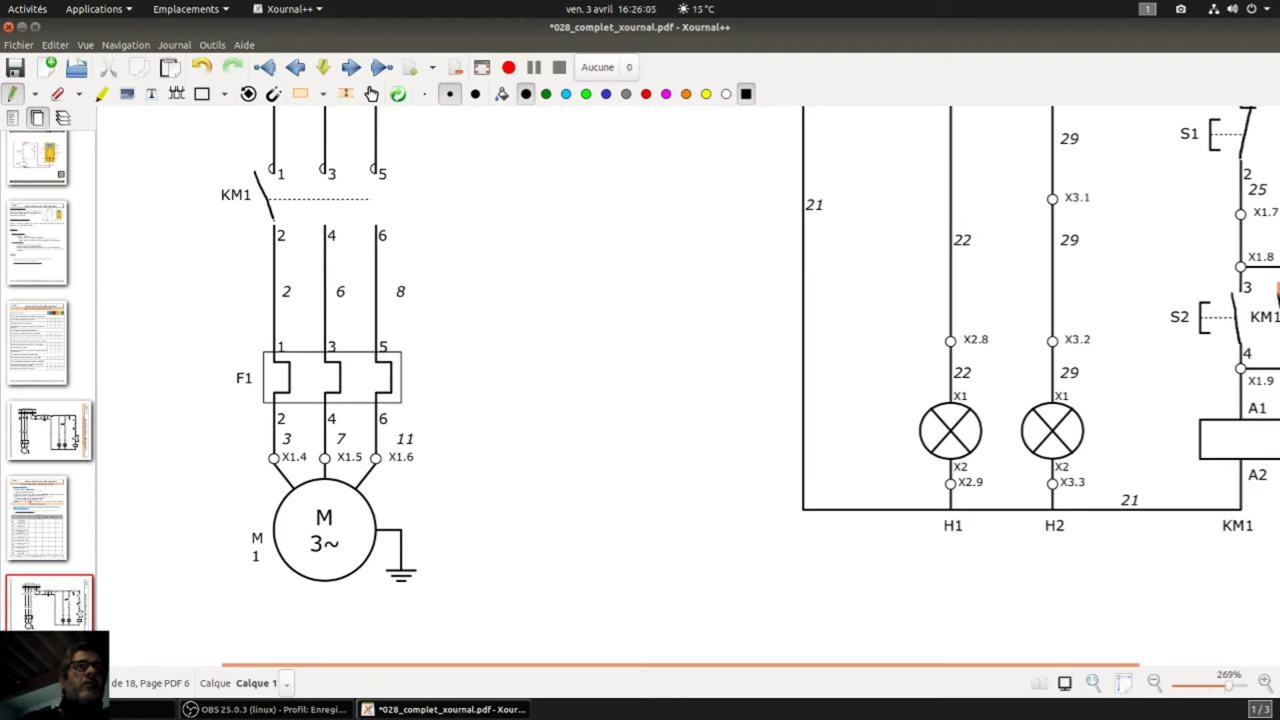 Activités Applications Emplacements Xournal++ ven. 3 avril 16:26:05 15°C 1
*028_complet_xournal.pdf - Xournal++
Fichier Editer Vue Navigation Journal Outils Aide
Aucune 0
1 3 5
KM1
2 4 6
2 6 8
1 3 5
F1
2 4 6
3 7 11
X1.4 X1.5 X1.6
M
3~
M
1
21
22
29
X3.1
29
X2.8 X3.2
22 29
X1 X1
X2 X2
X2.9 X3.3
21
H1 H2 KM1
S1
2
25
X1.7
X1.8
3
S2 KM1
4
X1.9
A1
A2
de 18, Page PDF 6 Calque Calque 1 269%
OBS 25.0.3 (linux) - Profil: Enregi... *028_complet_xournal.pdf - Xour... 1 / 3